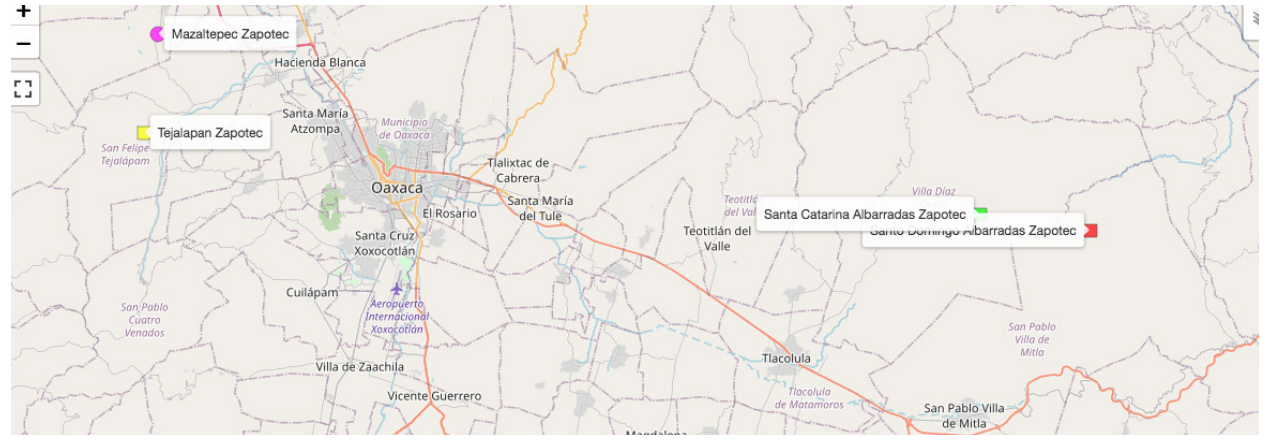 +
−
Mazaltepec Zapotec
Hacienda Blanca
Santa María
Atzompa
Municipio
de Oaxaca
Tejalapan Zapotec
San Felipe
Tejalápam
Tlalixtac de
Cabrera
Oaxaca
Santa María
del Tule
El Rosario
Villa Díaz
Santa Catarina Albarradas Zapotec
Santo Domingo Albarradas Zapotec
Teotitlán del
Valle
Santa Cruz
Xoxocotlán
Cuilápam
Aeropuerto
Internacional
Xoxocotlán
San Pablo
Cuatro
Venados
San Pablo
Villa de
Mitla
Tlacolula
Villa de Zaachila
Vicente Guerrero
Tlacolula
de Matamoros
San Pablo Villa
de Mitla
Magdalena